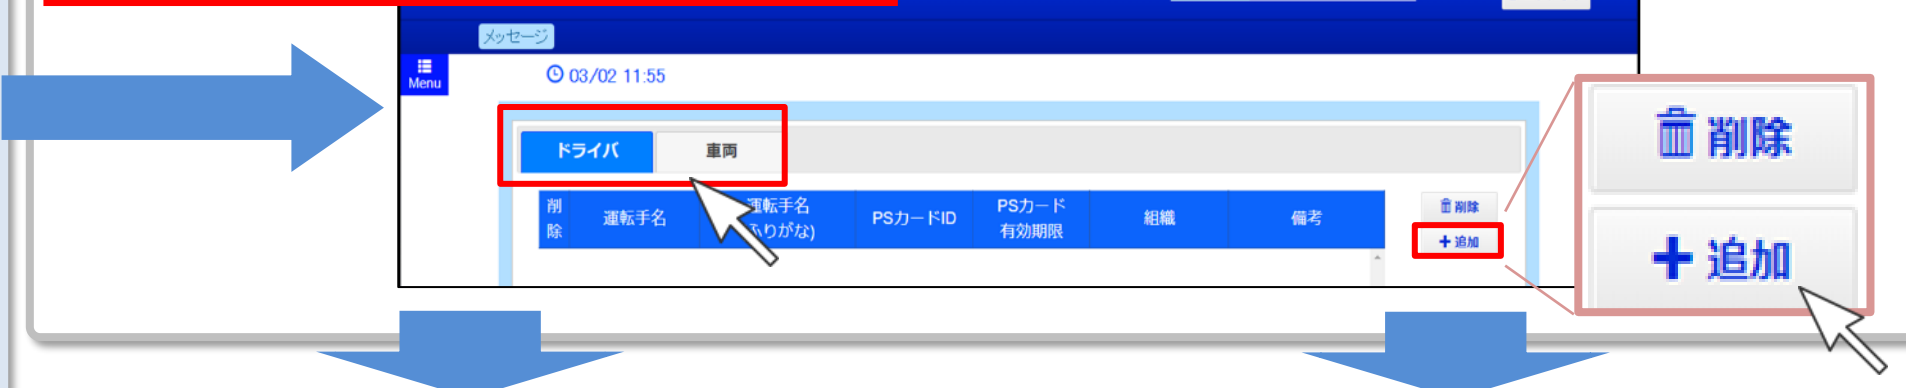 メッセージ
Menu
03/02 11:55
ドライバ
車両
削除
運転手名
運転手名
ふりがな)
PSカードID
PSカード
有効期限
組織
備考
削除
+追加
削除
+追加